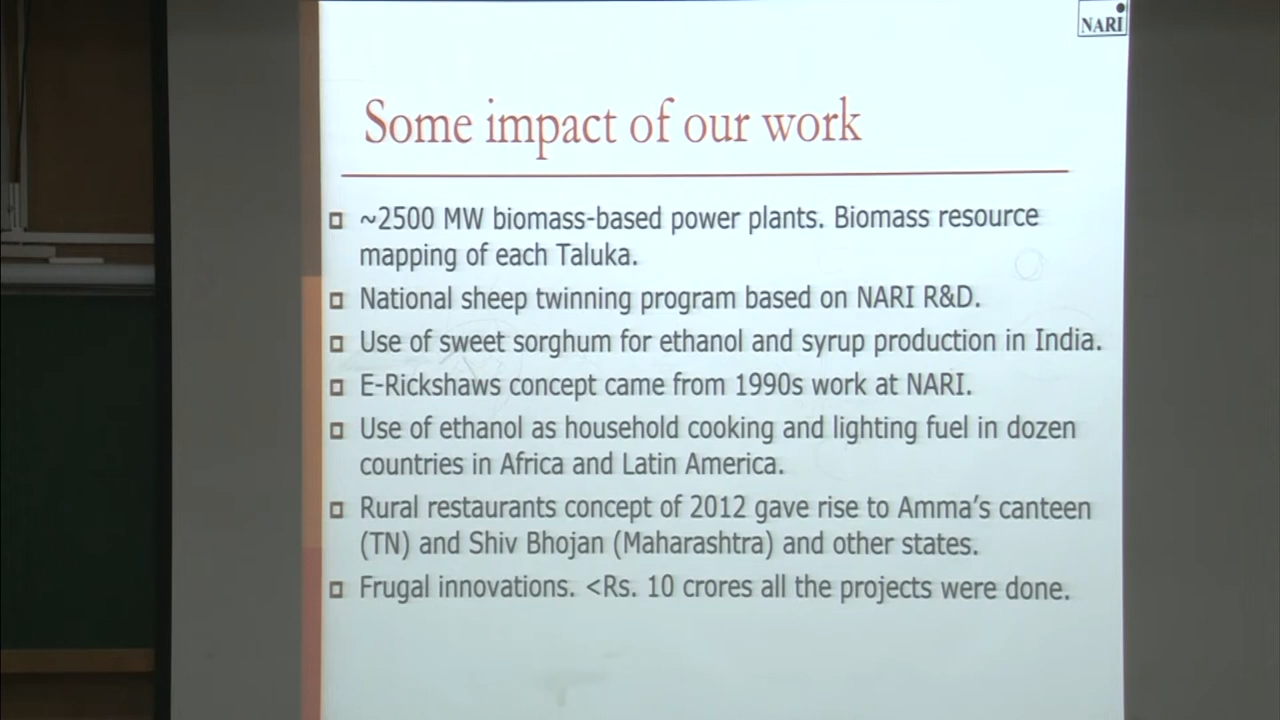 NARI
Some impact of our work
~2500 MW biomass-based power plants. Biomass resource
mapping of each Taluka.
National sheep twinning program based on NARI R&D.
Use of sweet sorghum for ethanol and syrup production in India.
E-Rickshaws concept came from 1990s work at NARI.
Use of ethanol as household cooking and lighting fuel in dozen
countries in Africa and Latin America.
Rural restaurants concept of 2012 gave rise to Amma's canteen
(TN) and Shiv Bhojan (Maharashtra) and other states.
Frugal innovations. <Rs. 10 crores all the projects were done.